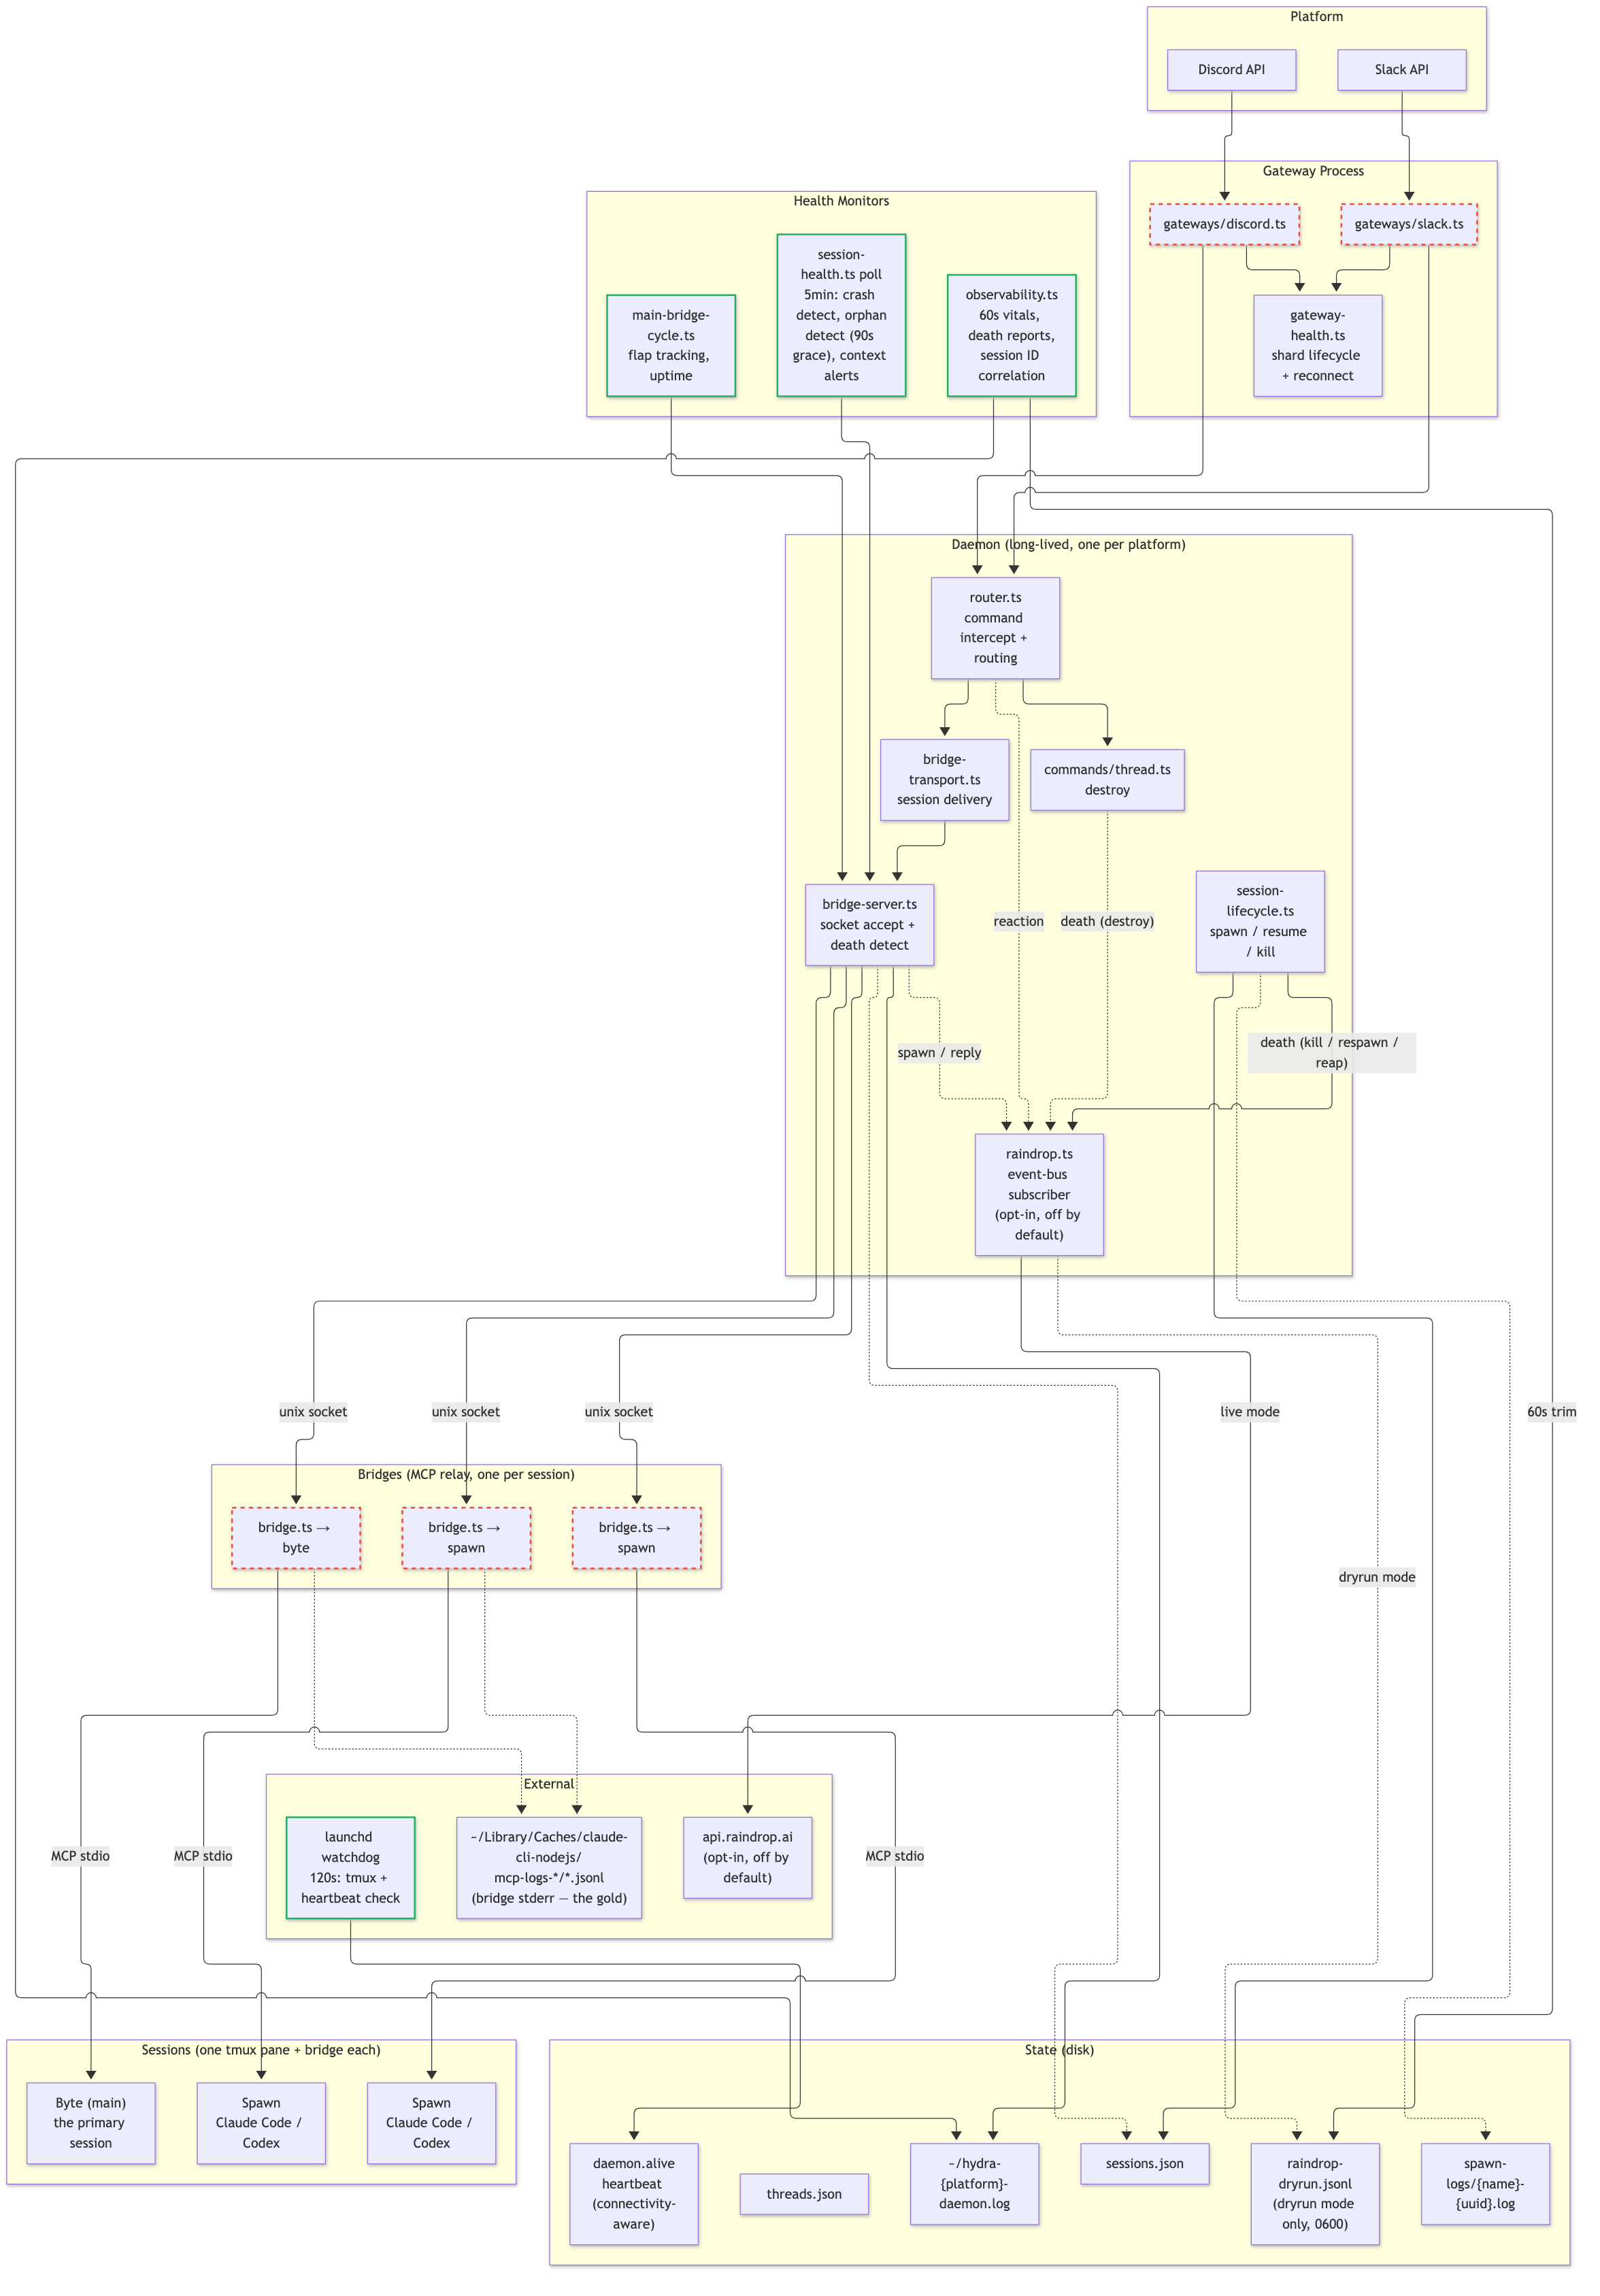 Platform
Discord API
Slack API
Gateway Process
gateways/discord.ts
gateways/slack.ts
gateway-
health.ts
shard lifecycle
+ reconnect
Health Monitors
main-bridge-
cycle.ts
flap tracking,
uptime
session-
health.ts poll
5min: crash
detect, orphan
detect (90s
grace), context
alerts
observability.ts
60s vitals,
death reports,
session ID
correlation
Daemon (long-lived, one per platform)
router.ts
command
intercept +
routing
bridge-
transport.ts
session delivery
commands/thread.ts
destroy
bridge-server.ts
socket accept +
death detect
reaction
death (destroy)
session-
lifecycle.ts
spawn / resume
/ kill
spawn / reply
death (kill / respawn /
reap)
raindrop.ts
event-bus
subscriber
(opt-in, off by
default)
unix socket
unix socket
unix socket
live mode
60s trim
Bridges (MCP relay, one per session)
bridge.ts →
byte
bridge.ts →
spawn
bridge.ts →
spawn
dryrun mode
External
launchd
watchdog
120s: tmux +
heartbeat check
~/Library/Caches/claude-
cli-nodejs/
mcp-logs-*/*.jsonl
(bridge stderr — the gold)
api.raindrop.ai
(opt-in, off by
default)
MCP stdio
MCP stdio
MCP stdio
Sessions (one tmux pane + bridge each)
Byte (main)
the primary
session
Spawn
Claude Code /
Codex
Spawn
Claude Code /
Codex
State (disk)
daemon.alive
heartbeat
(connectivity-
aware)
threads.json
~/hydra-
{platform}-
daemon.log
sessions.json
raindrop-
dryrun.jsonl
(dryrun mode
only, 0600)
spawn-
logs/{name}-
{uuid}.log